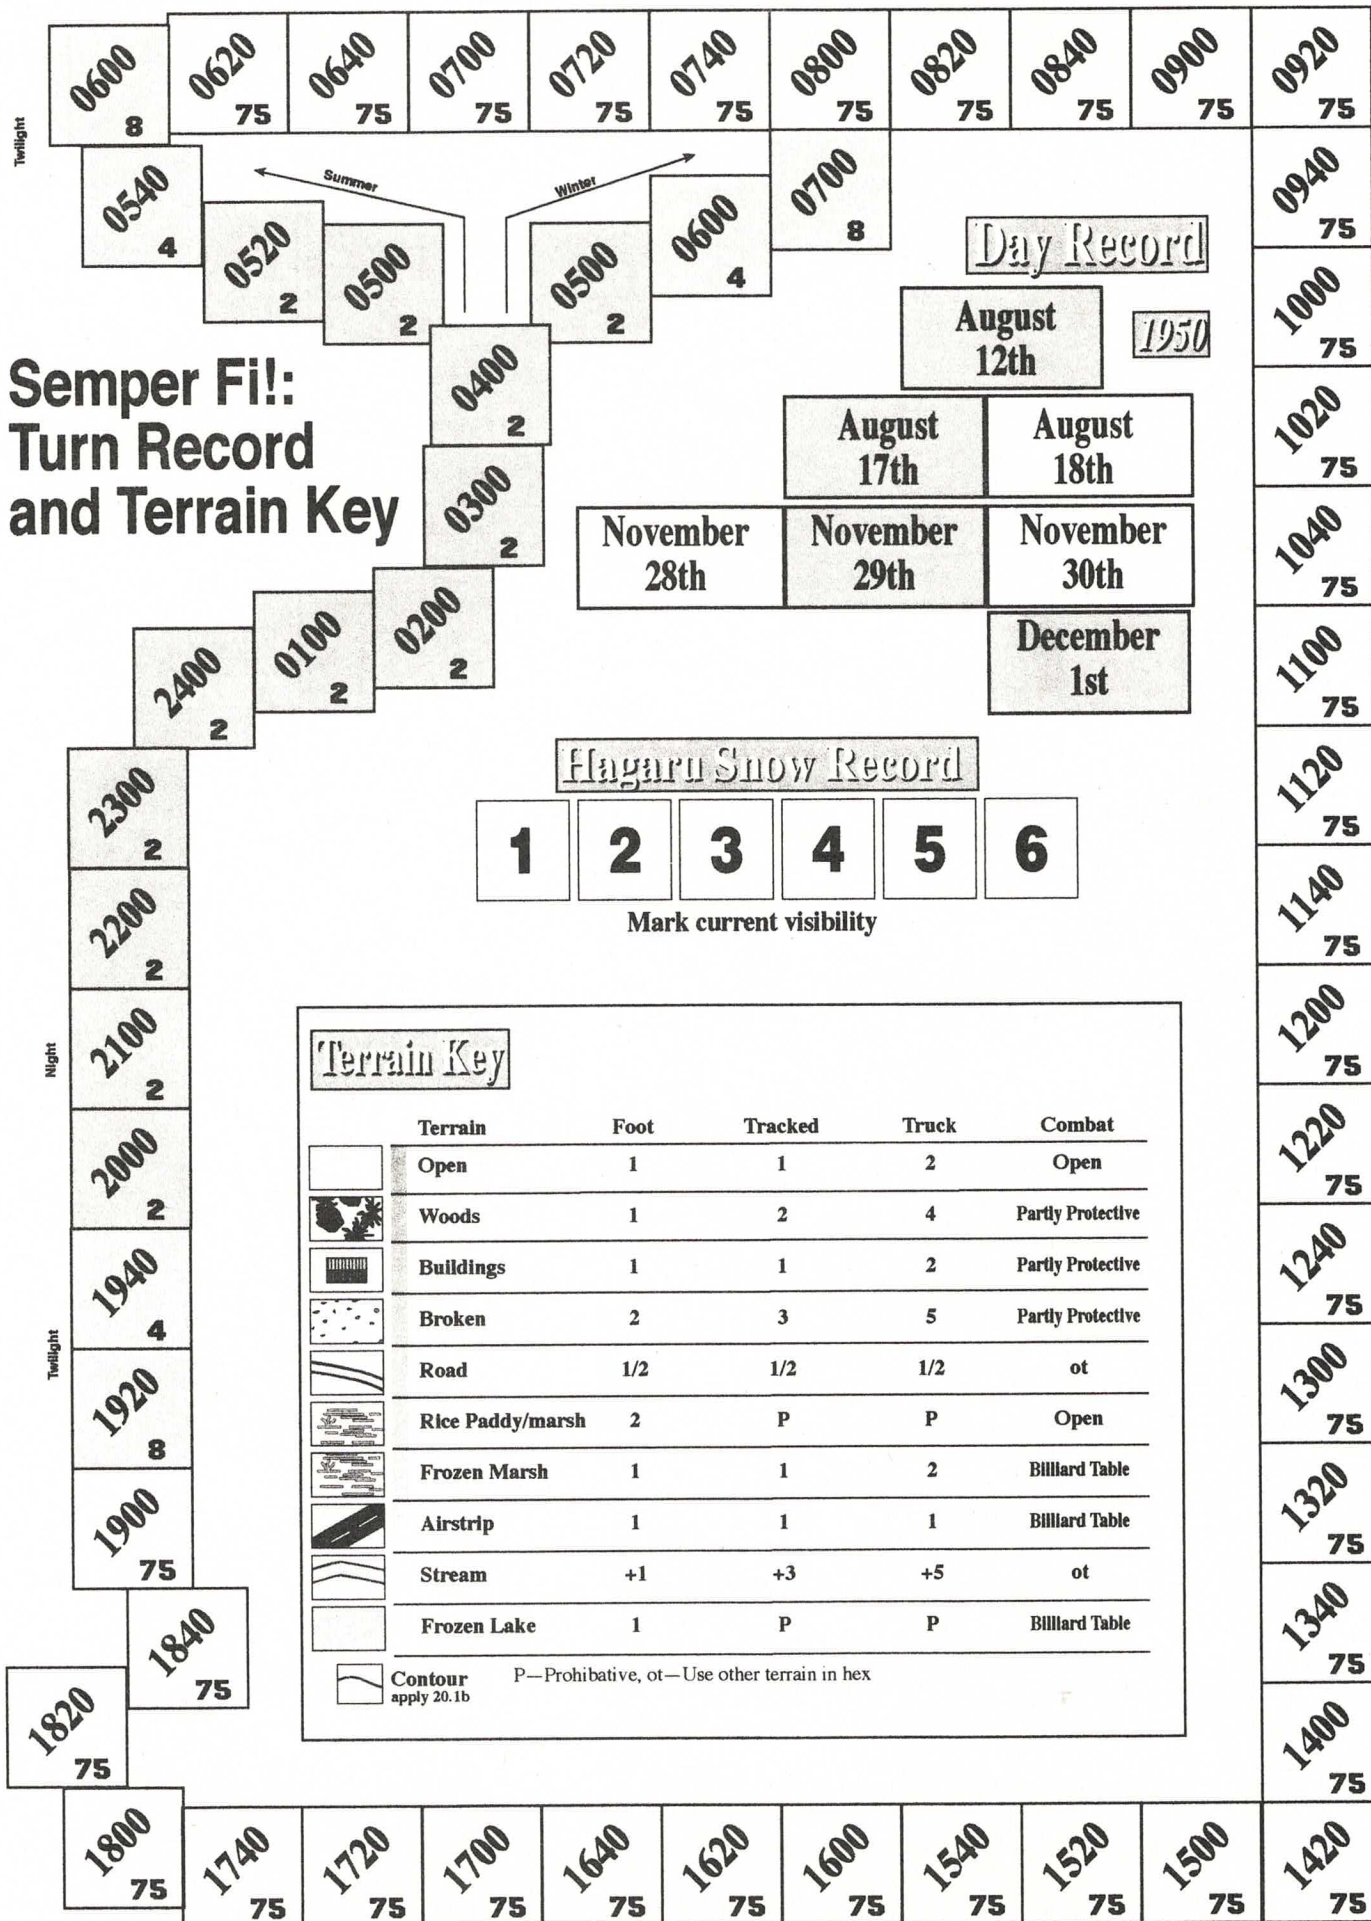 0600
8
0620
75
0640
75
0700
75
0720
75
0740
75
0800
75
0820
75
0840
75
0900
75
0920
75
Twilight
0540
4
0520
2
0500
2
Summer
Winter
0500
2
0600
4
0700
8
0400
2
0300
2
0200
2
0100
2
2400
2
Semper Fi!:
Turn Record
and Terrain Key
Day Record
1950
August
12th
August
17th
August
18th
November
28th
November
29th
November
30th
December
1st
0940
75
1000
75
1020
75
1040
75
1100
75
1120
75
1140
75
1200
75
1220
75
1240
75
1300
75
1320
75
1340
75
1400
75
Hagaru Snow Record
1 2 3 4 5 6
Mark current visibility
2300
2
2200
2
Night
2100
2
2000
2
1940
4
Twilight
1920
8
1900
75
1840
75
1820
75
Terrain Key
Terrain Foot Tracked Truck Combat
Open 1 1 2 Open
Woods 1 2 4 Partly Protective
Buildings 1 1 2 Partly Protective
Broken 2 3 5 Partly Protective
Road 1/2 1/2 1/2 ot
Rice Paddy/marsh 2 P P Open
Frozen Marsh 1 1 2 Billiard Table
Airstrip 1 1 1 Billiard Table
Stream +1 +3 +5 ot
Frozen Lake 1 P P Billiard Table
Contour P—Prohibative, ot—Use other terrain in hex
apply 20.1b
1800
75
1740
75
1720
75
1700
75
1640
75
1620
75
1600
75
1540
75
1520
75
1500
75
1420
75